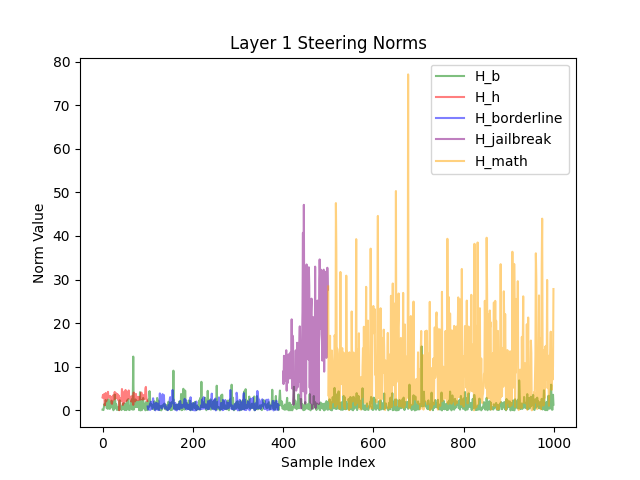 Layer 1 Steering Norms
80
70
60
50
40
30
20
10
0
Norm Value
H_b
H_h
H_borderline
H_jailbreak
H_math
0
200
400
600
800
1000
Sample Index